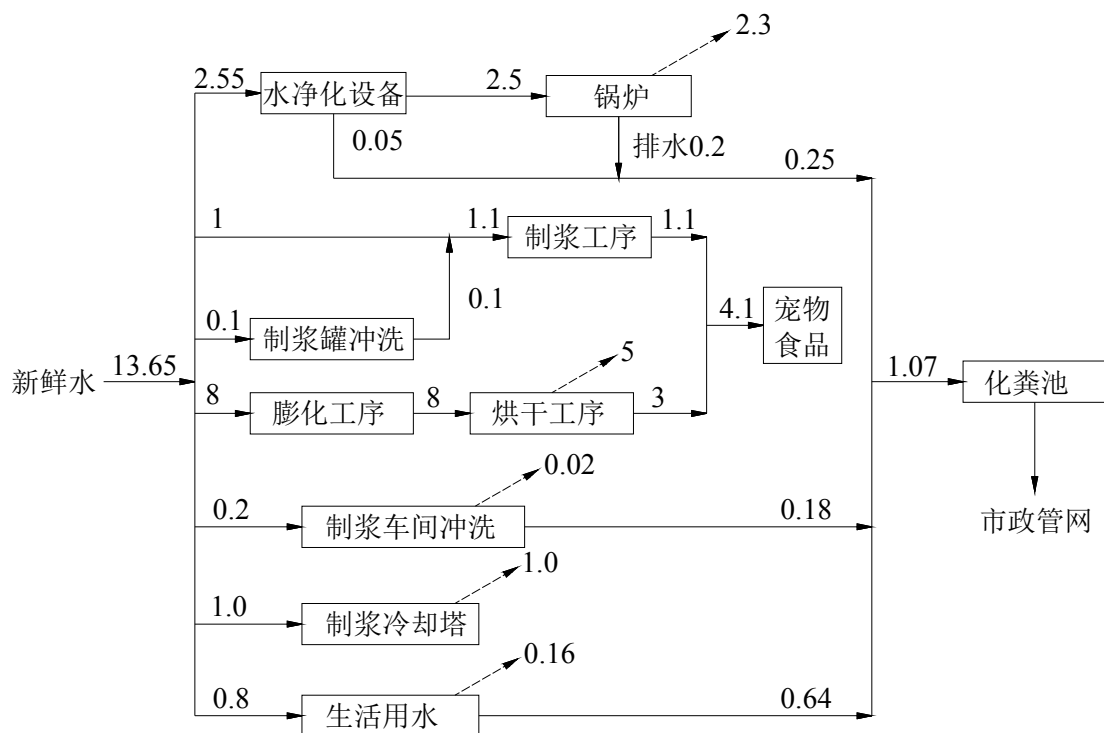 2.3
2.55
水净化设备
2.5
锅炉
0.05
排水0.2
0.25
1
1.1
制浆工序
1.1
0.1
制浆罐冲洗
0.1
4.1
宠物
食品
新鲜水
13.65
5
1.07
化粪池
8
膨化工序
8
烘干工序
3
0.02
0.2
制浆车间冲洗
0.18
市政管网
1.0
1.0
制浆冷却塔
0.16
0.8
生活用水
0.64